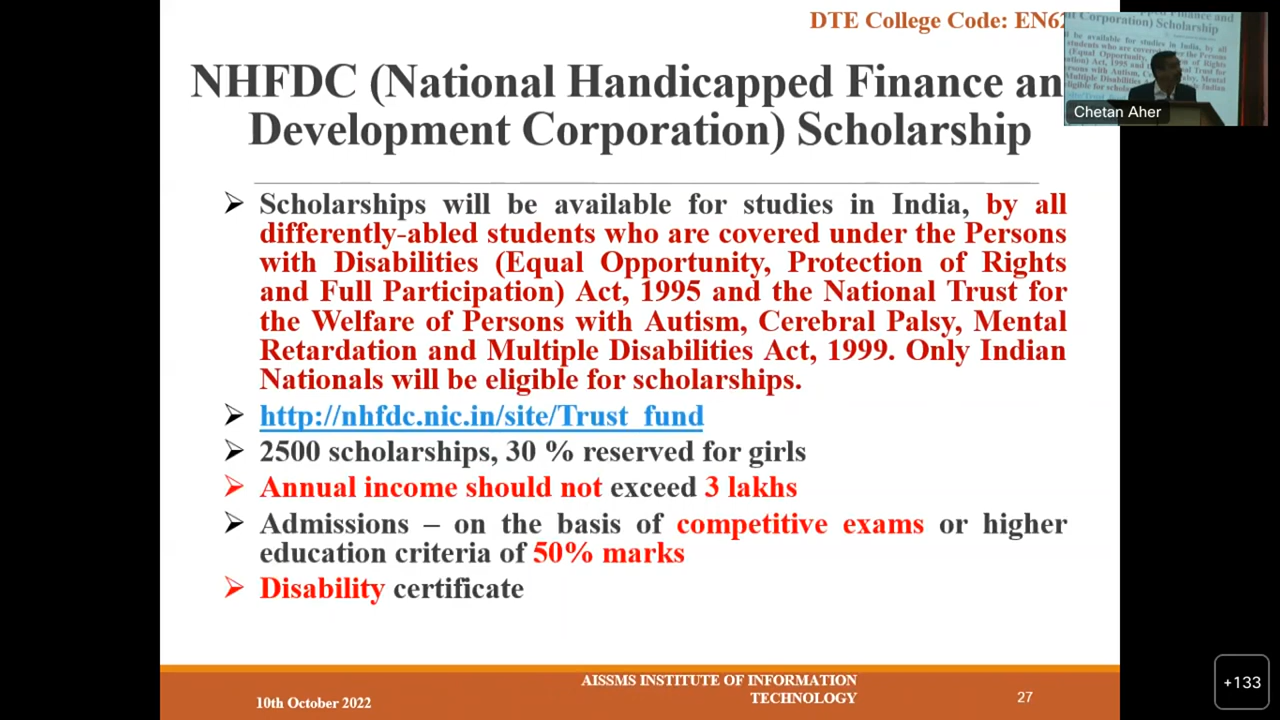 DTE College Code: EN62
NHFDC (National Handicapped Finance an
Development Corporation) Scholarship
Chetan Aher
➢ Scholarships will be available for studies in India, by all
differently-abled students who are covered under the Persons
with Disabilities (Equal Opportunity, Protection of Rights
and Full Participation) Act, 1995 and the National Trust for
the Welfare of Persons with Autism, Cerebral Palsy, Mental
Retardation and Multiple Disabilities Act, 1999. Only Indian
Nationals will be eligible for scholarships.
➢ http://nhfdc.nic.in/site/Trust_fund
➢ 2500 scholarships, 30 % reserved for girls
➢ Annual income should not exceed 3 lakhs
➢ Admissions – on the basis of competitive exams or higher
education criteria of 50% marks
➢ Disability certificate
10th October 2022
AISSMS INSTITUTE OF INFORMATION
TECHNOLOGY
27
+133